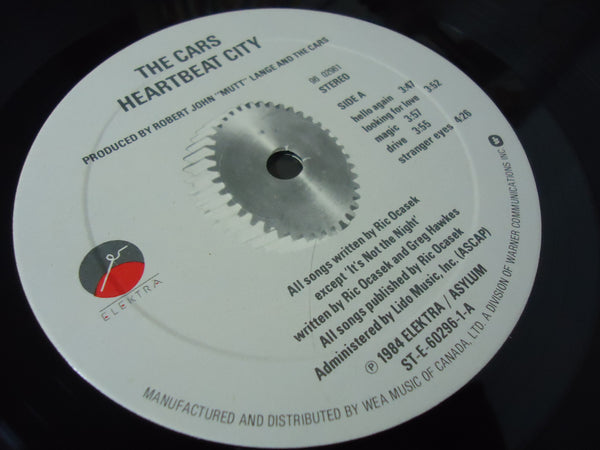 THE CARS
HEARTBEAT CITY
PRODUCED BY ROBERT JOHN "MUTT" LANGE AND THE CARS
96 02961
STEREO
SIDE A
hello again 3:47
looking for love 3:52
magic 3:57
drive 3:55
stranger eyes 4:26
ELEKTRA
All songs written by Ric Ocasek
except 'It's Not the Night'
written by Ric Ocasek and Greg Hawkes
All songs published by Ric Ocasek
Administered by Lido Music, Inc. (ASCAP)
℗ 1984 ELEKTRA / ASYLUM
ST-E-60296-1-A
MANUFACTURED AND DISTRIBUTED BY WEA MUSIC OF CANADA, LTD. A DIVISION OF WARNER COMMUNICATIONS INC